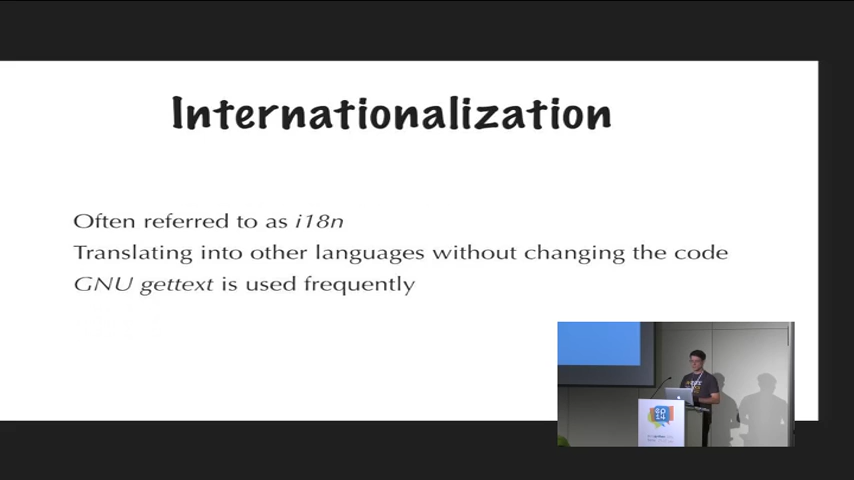 Internationalization
Often referred to as i18n
Translating into other languages without changing the code
GNU gettext is used frequently